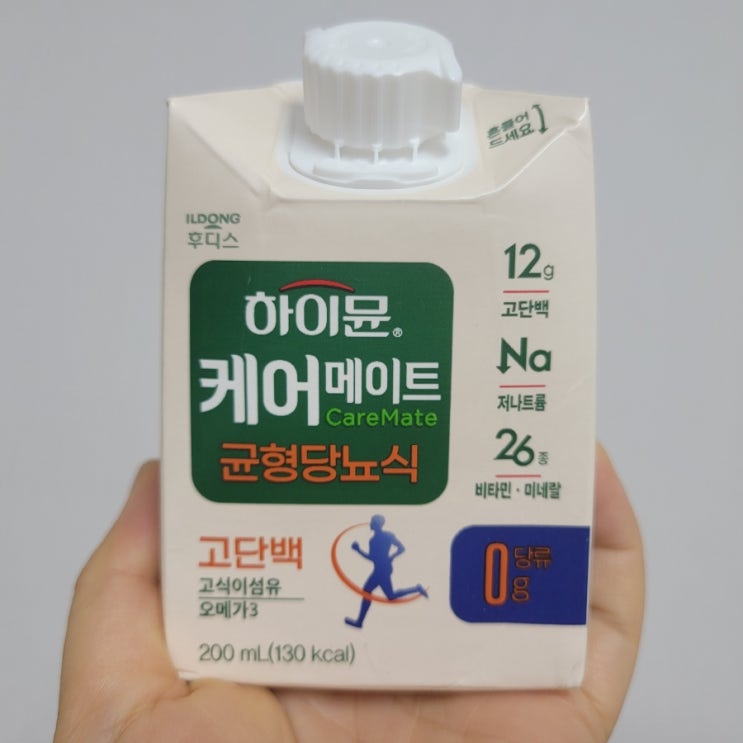 흔들어
드세요
ILDONG
후디스
하이뮨®
케어메이트
CareMate
균형당뇨식
12g
고단백
Na
저나트륨
26종
비타민·미네랄
고단백
고식이섬유
오메가3
0g 당류
200 mL(130 kcal)